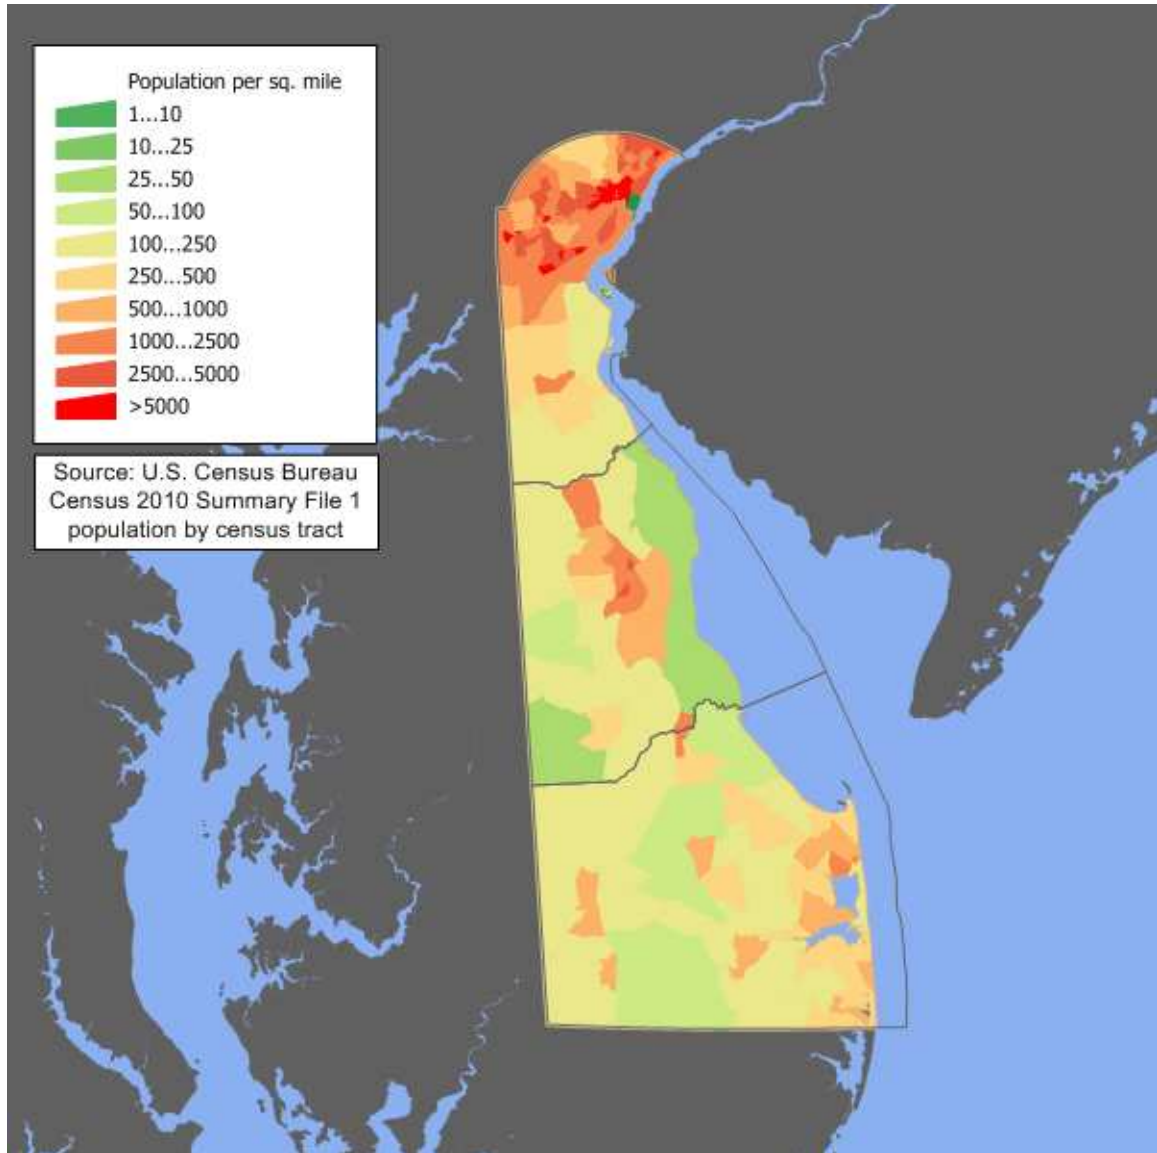 Population per sq. mile
1...10
10...25
25...50
50...100
100...250
250...500
500...1000
1000...2500
2500...5000
>5000
Source: U.S. Census Bureau
Census 2010 Summary File 1
population by census tract